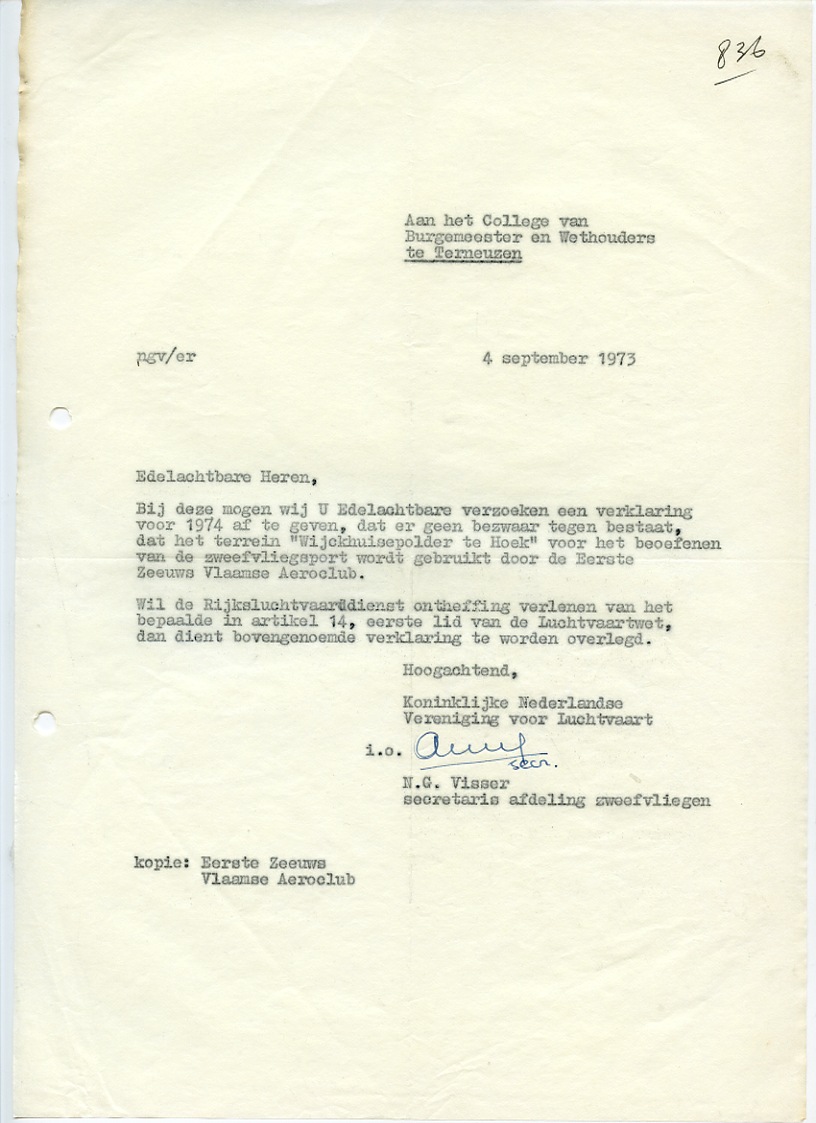 836
Aan het College van
Burgemeester en Wethouders
te Terneuzen
ngv/er
4 september 1973
Edelachtbare Heren,
Bij deze mogen wij U Edelachtbare verzoeken een verklaring
voor 1974 af te geven, dat er geen bezwaar tegen bestaat,
dat het terrein "Wijckhuisepolder te Hoek" voor het beoefenen
van de zweefvliegsport wordt gebruikt door de Eerste
Zeeuws Vlaamse Aeroclub.
Wil de Rijksluchtvaartdienst ontheffing verlenen van het
bepaalde in artikel 14, eerste lid van de Luchtvaartwet,
dan dient bovengenoemde verklaring te worden overlegd.
Hoogachtend,
Koninklijke Nederlandse
Vereniging voor Luchtvaart
i.o.
secr.
N.G. Visser
secretaris afdeling zweefvliegen
kopie: Eerste Zeeuws
Vlaamse Aeroclub